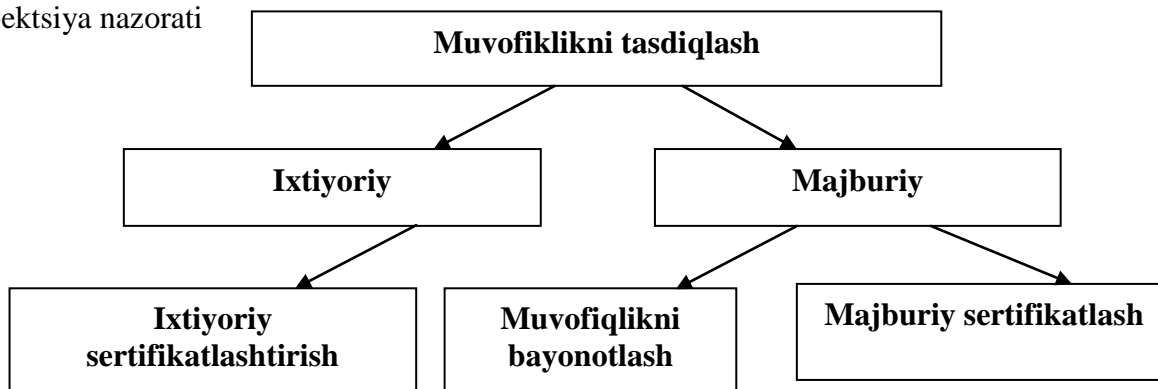 ektsiya nazorati
Muvofiklikni tasdiqlash
Ixtiyoriy
Majburiy
Ixtiyoriy
sertifikatlashtirish
Muvofiqlikni
bayonotlash
Majburiy sertifikatlash